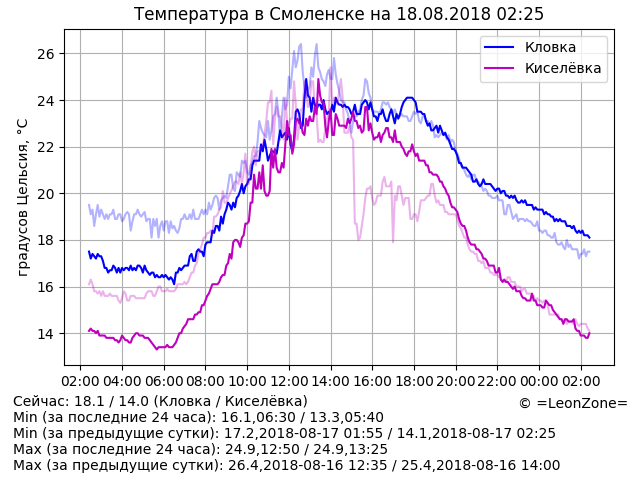 Температура в Смоленске на 18.08.2018 02:25
градусов Цельсия, °C
26
24
22
20
18
16
14
Кловка
Киселёвка
02:00 04:00 06:00 08:00 10:00 12:00 14:00 16:00 18:00 20:00 22:00 00:00 02:00
Сейчас: 18.1 / 14.0 (Кловка / Киселёвка)
© =LeonZone=
Min (за последние 24 часа): 16.1,06:30 / 13.3,05:40
Min (за предыдущие сутки): 17.2,2018-08-17 01:55 / 14.1,2018-08-17 02:25
Max (за последние 24 часа): 24.9,12:50 / 24.9,13:25
Max (за предыдущие сутки): 26.4,2018-08-16 12:35 / 25.4,2018-08-16 14:00